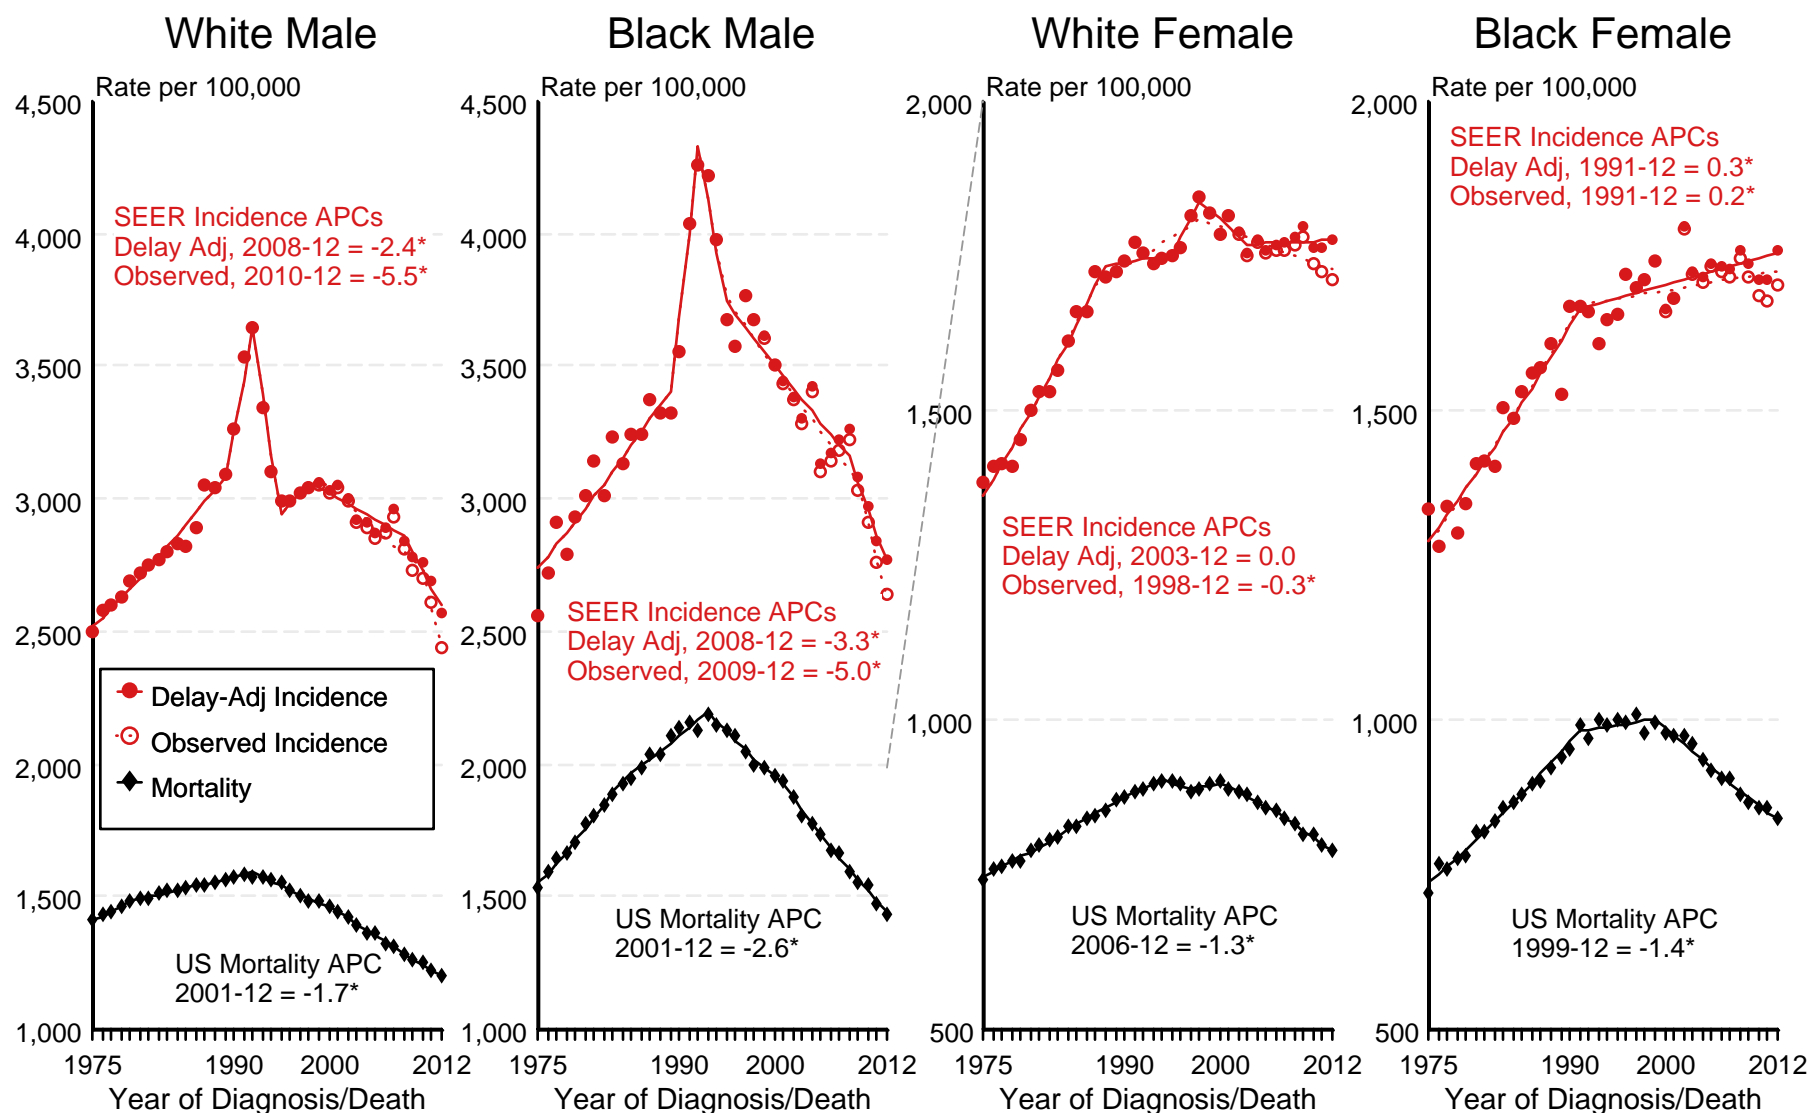 White Male
Black Male
White Female
Black Female
Rate per 100,000
4,500
4,000
3,500
3,000
2,500
2,000
1,500
1,000
SEER Incidence APCs
Delay Adj, 2008-12 = -2.4*
Observed, 2010-12 = -5.5*
Delay-Adj Incidence
Observed Incidence
Mortality
US Mortality APC
2001-12 = -1.7*
1975
1990
2000
2012
Year of Diagnosis/Death
Rate per 100,000
4,500
4,000
3,500
3,000
2,500
2,000
1,500
1,000
SEER Incidence APCs
Delay Adj, 2008-12 = -3.3*
Observed, 2009-12 = -5.0*
US Mortality APC
2001-12 = -2.6*
1975
1990
2000
2012
Year of Diagnosis/Death
Rate per 100,000
2,000
1,500
1,000
500
SEER Incidence APCs
Delay Adj, 2003-12 = 0.0
Observed, 1998-12 = -0.3*
US Mortality APC
2006-12 = -1.3*
1975
1990
2000
2012
Year of Diagnosis/Death
Rate per 100,000
2,000
1,500
1,000
500
SEER Incidence APCs
Delay Adj, 1991-12 = 0.3*
Observed, 1991-12 = 0.2*
US Mortality APC
1999-12 = -1.4*
1975
1990
2000
2012
Year of Diagnosis/Death